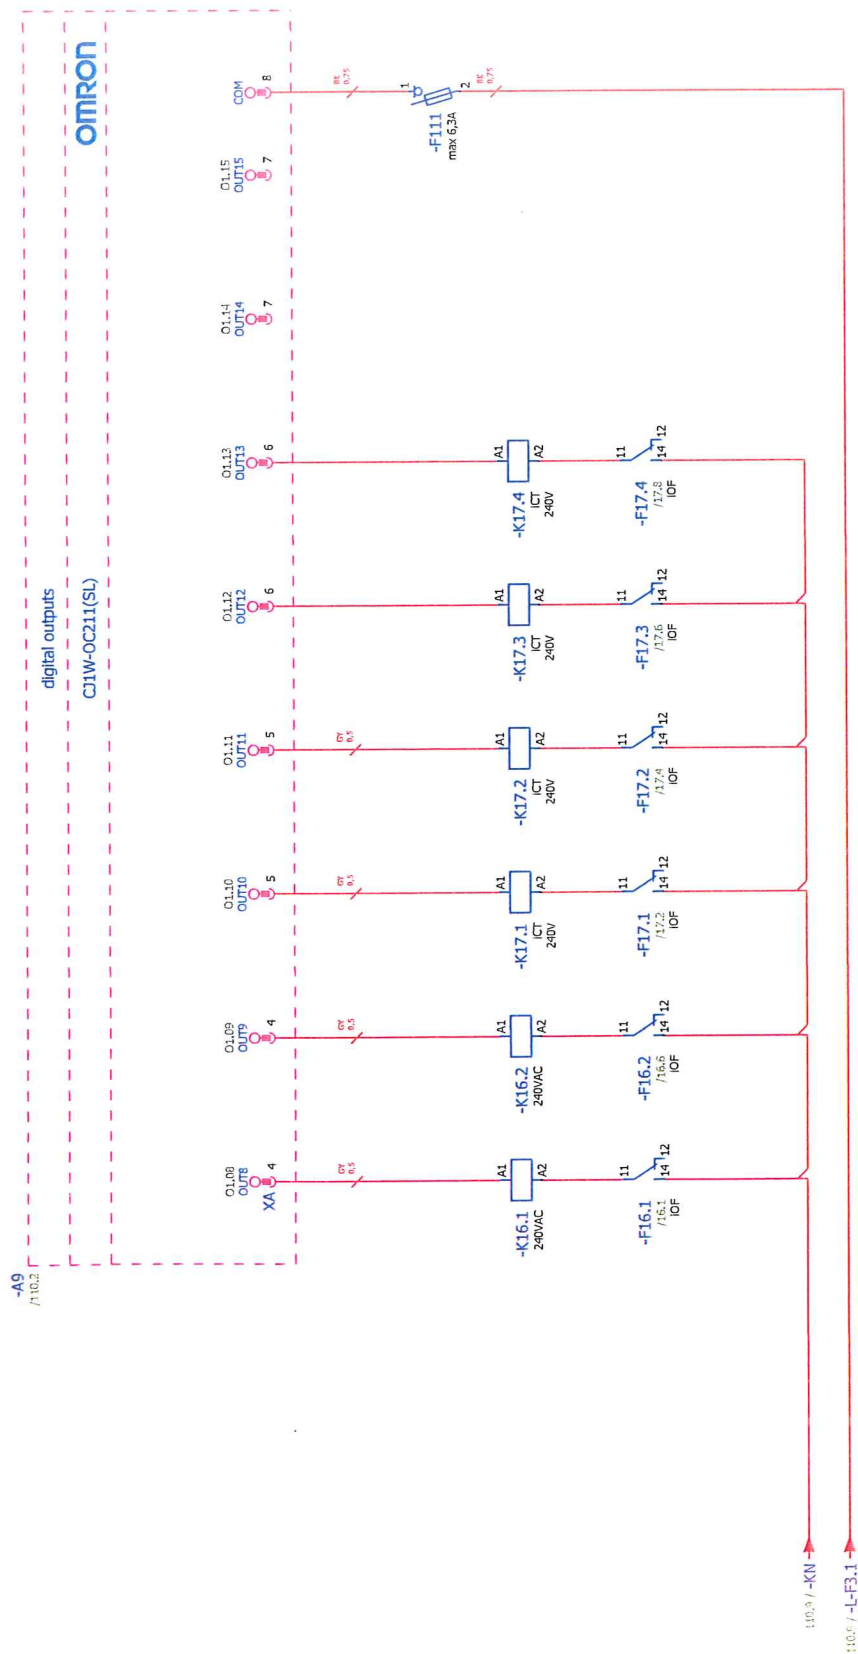 -A9
/110.2
digital outputs
CJ1W-OC211(SL)
OMRON
O1.08
OUT8
4
XA
O1.09
OUT9
4
O1.10
OUT10
5
O1.11
OUT11
5
O1.12
OUT12
6
O1.13
OUT13
6
O1.14
OUT14
7
O1.15
OUT15
7
COM
8
GY
0,5
GY
0,5
GY
0,5
GY
0,5
BK
0,75
1
2
-F111
max 6,3A
BK
0,75
A1
A2
-K16.1
240VAC
A1
A2
-K16.2
240VAC
A1
A2
-K17.1
iCT
240V
A1
A2
-K17.2
iCT
240V
A1
A2
-K17.3
iCT
240V
A1
A2
-K17.4
iCT
240V
11
14
12
-F16.1
/16.1
iOF
11
14
12
-F16.2
/16.6
iOF
11
14
12
-F17.1
/17.2
iOF
11
14
12
-F17.2
/17.4
iOF
11
14
12
-F17.3
/17.6
iOF
11
14
12
-F17.4
/17.8
iOF
110.9 / -KN
110.9 / -L-F3.1